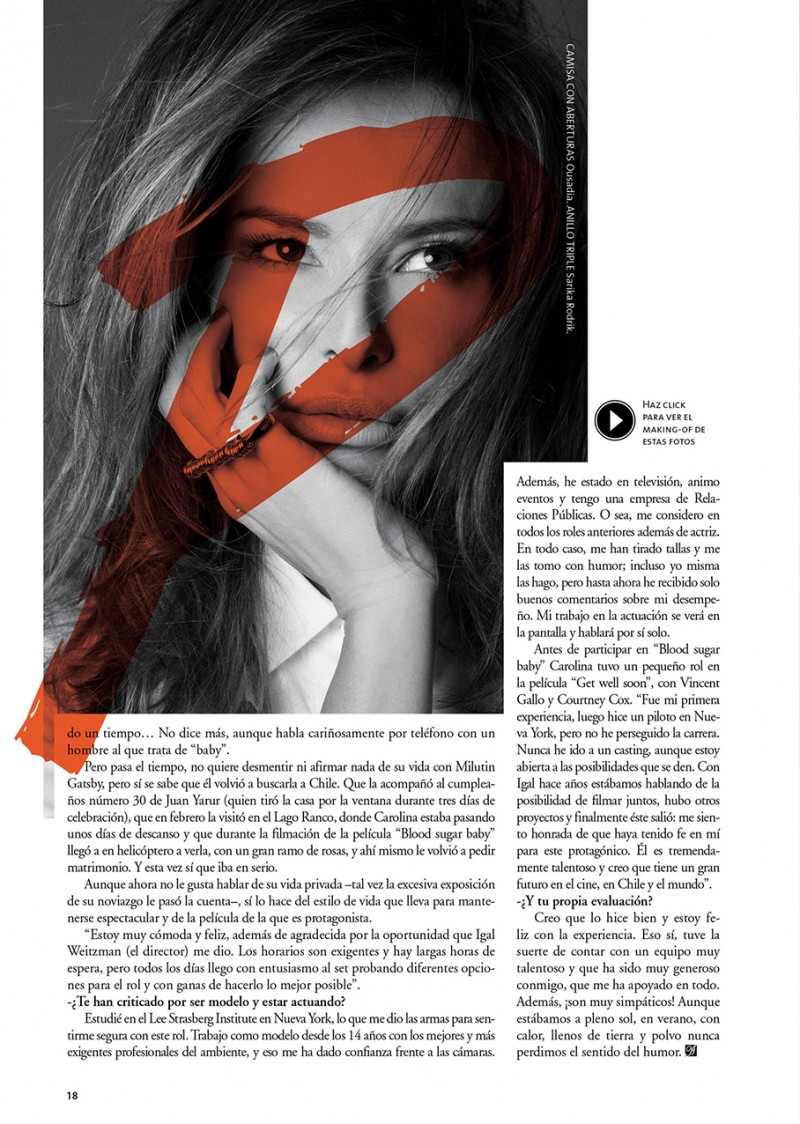 CAMISA CON ABERTURAS Ousadia. ANILLO TRIPLE Sarika Rodrik.
HAZ CLICK
PARA VER EL
MAKING-OF DE
ESTAS FOTOS
do un tiempo… No dice más, aunque habla cariñosamente por teléfono con un
hombre al que trata de “baby”.
Pero pasa el tiempo, no quiere desmentir ni afirmar nada de su vida con Milutin
Gatsby, pero sí se sabe que él volvió a buscarla a Chile. Que la acompañó al cumplea-
ños número 30 de Juan Yarur (quien tiró la casa por la ventana durante tres días de
celebración), que en febrero la visitó en el Lago Ranco, donde Carolina estaba pasando
unos días de descanso y que durante la filmación de la película “Blood sugar baby”
llegó a en helicóptero a verla, con un gran ramo de rosas, y ahí mismo le volvió a pedir
matrimonio. Y esta vez sí que iba en serio.
Aunque ahora no le gusta hablar de su vida privada –tal vez la excesiva exposición
de su noviazgo le pasó la cuenta–, sí lo hace del estilo de vida que lleva para mante-
nerse espectacular y de la película de la que es protagonista.
“Estoy muy cómoda y feliz, además de agradecida por la oportunidad que Igal
Weitzman (el director) me dio. Los horarios son exigentes y hay largas horas de
espera, pero todos los días llego con entusiasmo al set probando diferentes opcio-
nes para el rol y con ganas de hacerlo lo mejor posible”.
-¿Te han criticado por ser modelo y estar actuando?
Estudié en el Lee Strasberg Institute en Nueva York, lo que me dio las armas para sen-
tirme segura con este rol. Trabajo como modelo desde los 14 años con los mejores y más
exigentes profesionales del ambiente, y eso me ha dado confianza frente a las cámaras.
Además, he estado en televisión, animo
eventos y tengo una empresa de Rela-
ciones Públicas. O sea, me considero en
todos los roles anteriores además de actriz.
En todo caso, me han tirado tallas y me
las tomo con humor; incluso yo misma
las hago, pero hasta ahora he recibido solo
buenos comentarios sobre mi desempe-
ño. Mi trabajo en la actuación se verá en
la pantalla y hablará por sí solo.
Antes de participar en “Blood sugar
baby” Carolina tuvo un pequeño rol en
la película “Get well soon”, con Vincent
Gallo y Courtney Cox. “Fue mi primera
experiencia, luego hice un piloto en Nue-
va York, pero no he perseguido la carrera.
Nunca he ido a un casting, aunque estoy
abierta a las posibilidades que se den. Con
Igal hace años estábamos hablando de la
posibilidad de filmar juntos, hubo otros
proyectos y finalmente éste salió: me sien-
to honrada de que haya tenido fe en mí
para este protagónico. Él es tremenda-
mente talentoso y creo que tiene un gran
futuro en el cine, en Chile y el mundo”.
-¿Y tu propia evaluación?
Creo que lo hice bien y estoy fe-
liz con la experiencia. Eso sí, tuve la
suerte de contar con un equipo muy
talentoso y que ha sido muy generoso
conmigo, que me ha apoyado en todo.
Además, ¡son muy simpáticos! Aunque
estábamos a pleno sol, en verano, con
calor, llenos de tierra y polvo nunca
perdimos el sentido del humor.
18